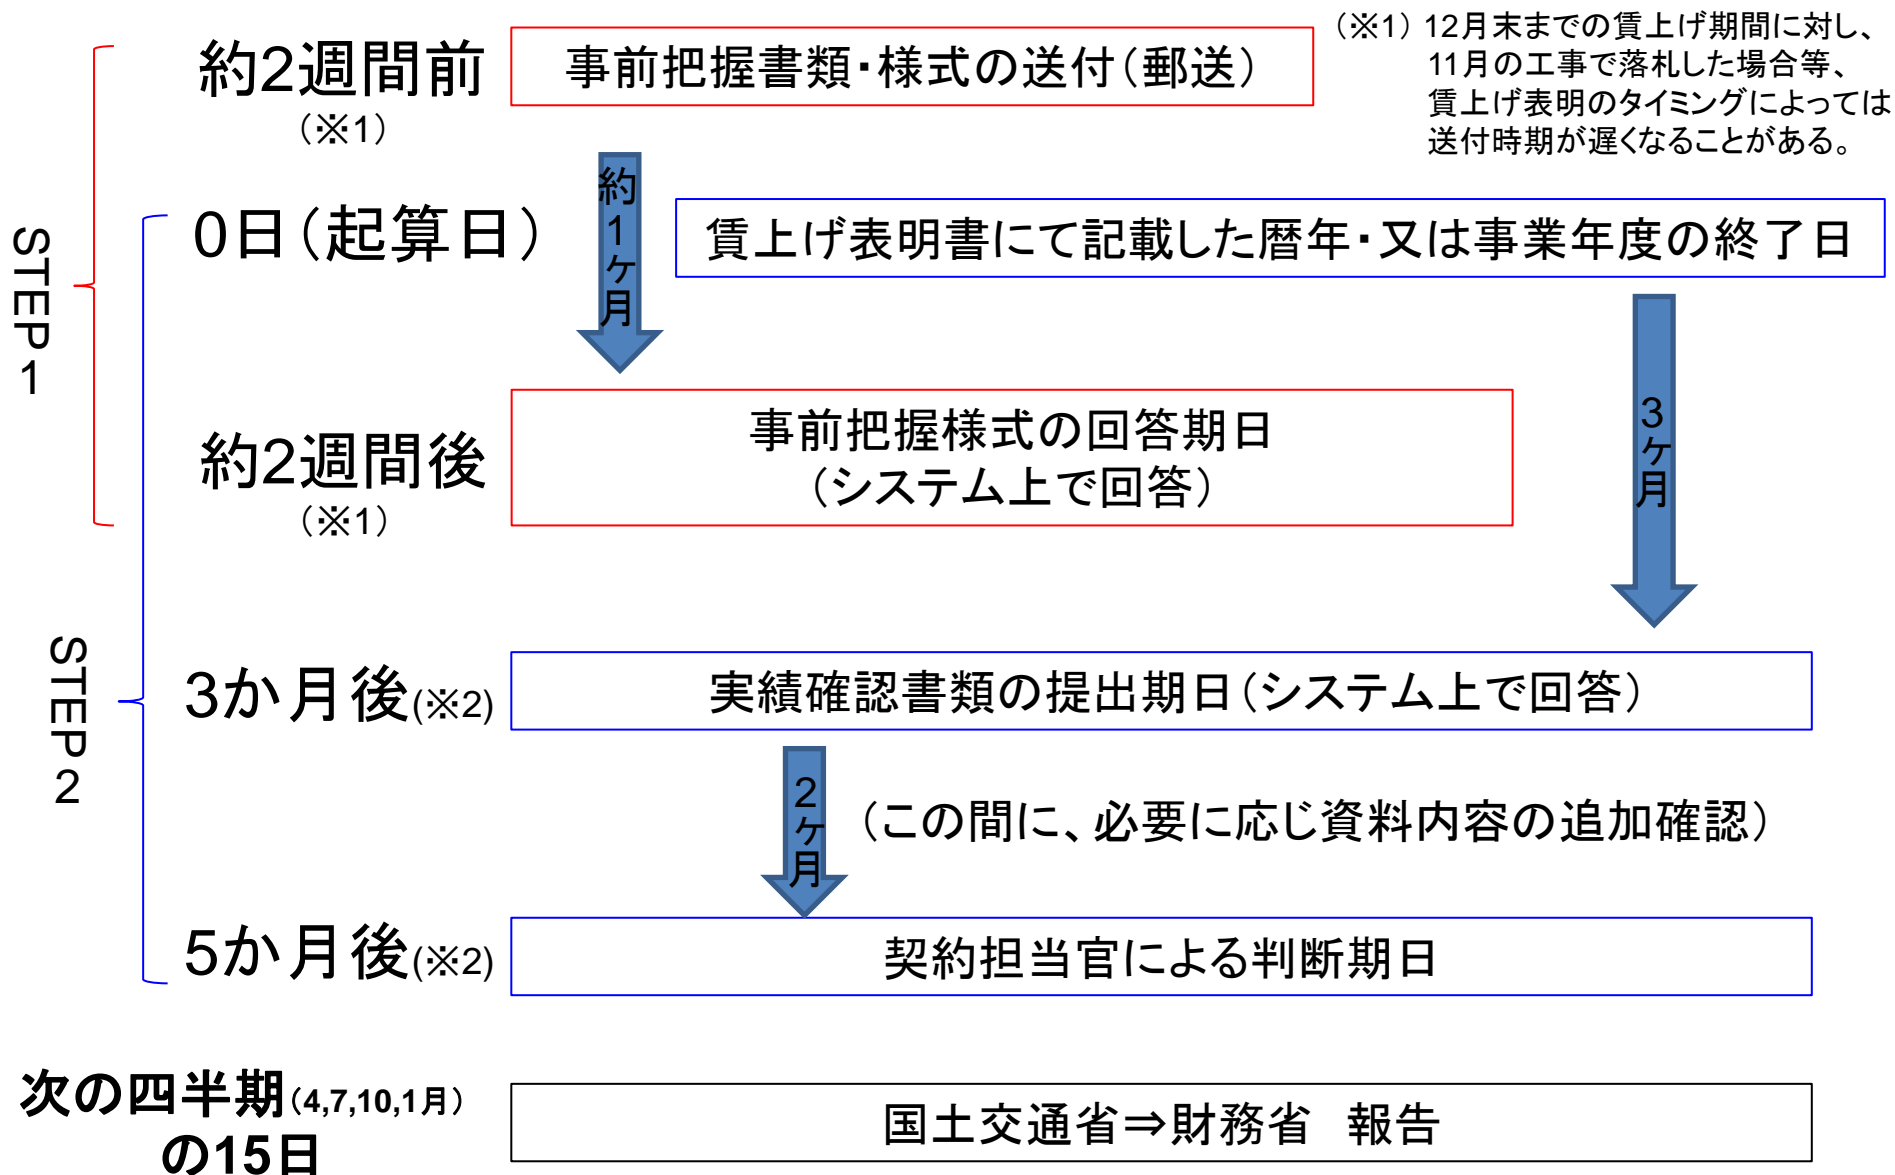 約2週間前
（※1）
事前把握書類・様式の送付（郵送）
（※1）12月末までの賃上げ期間に対し、
11月の工事で落札した場合等、
賃上げ表明のタイミングによっては
送付時期が遅くなることがある。
STEP1
約1ヶ月
0日（起算日）
賃上げ表明書にて記載した暦年・又は事業年度の終了日
3ヶ月
約2週間後
（※1）
事前把握様式の回答期日
（システム上で回答）
STEP2
3か月後(※2)
実績確認書類の提出期日（システム上で回答）
2ヶ月
（この間に、必要に応じ資料内容の追加確認）
5か月後(※2)
契約担当官による判断期日
次の四半期（4,7,10,1月）
の15日
国土交通省⇒財務省　報告